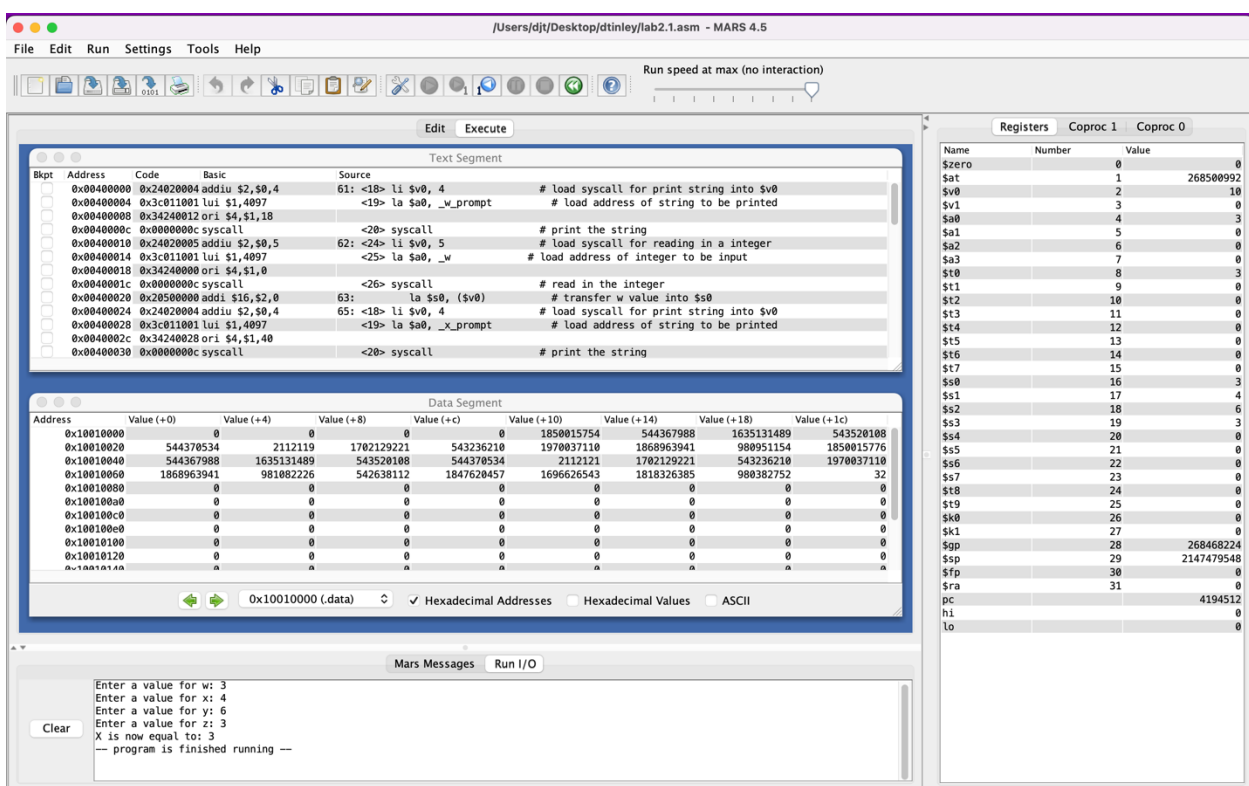 /Users/djt/Desktop/dtinley/lab2.1.asm - MARS 4.5
File Edit Run Settings Tools Help
Run speed at max (no interaction)
Edit Execute
Text Segment
Bkpt Address Code Basic Source
0x00400000 0x24020004 addiu $2,$0,4 61: <18> li $v0, 4 # load syscall for print string into $v0
0x00400004 0x3c011001 lui $1,4097 <19> la $a0, _w_prompt # load address of string to be printed
0x00400008 0x34240012 ori $4,$1,18
0x0040000c 0x0000000c syscall <20> syscall # print the string
0x00400010 0x24020005 addiu $2,$0,5 62: <24> li $v0, 5 # load syscall for reading in a integer
0x00400014 0x3c011001 lui $1,4097 <25> la $a0, _w # load address of integer to be input
0x00400018 0x34240000 ori $4,$1,0
0x0040001c 0x0000000c syscall <26> syscall # read in the integer
0x00400020 0x20500000 addi $16,$2,0 63: la $s0, ($v0) # transfer w value into $s0
0x00400024 0x24020004 addiu $2,$0,4 65: <18> li $v0, 4 # load syscall for print string into $v0
0x00400028 0x3c011001 lui $1,4097 <19> la $a0, _x_prompt # load address of string to be printed
0x0040002c 0x34240028 ori $4,$1,40
0x00400030 0x0000000c syscall <20> syscall # print the string
Data Segment
Address Value (+0) Value (+4) Value (+8) Value (+c) Value (+10) Value (+14) Value (+18) Value (+1c)
0x10010000 0 0 0 0 1850015754 544367988 1635131489 543520108
0x10010020 544370534 2112119 1702129221 543236210 1970037110 1868963941 980951154 1850015776
0x10010040 544367988 1635131489 543520108 544370534 2112121 1702129221 543236210 1970037110
0x10010060 1868963941 981082226 542638112 1847620457 1696626543 1818326385 980382752 32
0x10010080 0 0 0 0 0 0 0 0
0x100100a0 0 0 0 0 0 0 0 0
0x100100c0 0 0 0 0 0 0 0 0
0x100100e0 0 0 0 0 0 0 0 0
0x10010100 0 0 0 0 0 0 0 0
0x10010120 0 0 0 0 0 0 0 0
0x10010140 0 0 0 0 0 0 0 0
0x10010000 (.data) Hexadecimal Addresses Hexadecimal Values ASCII
Mars Messages Run I/O
Clear
Enter a value for w: 3
Enter a value for x: 4
Enter a value for y: 6
Enter a value for z: 3
X is now equal to: 3
-- program is finished running --
Registers Coproc 1 Coproc 0
Name Number Value
$zero 0 0
$at 1 268500992
$v0 2 10
$v1 3 0
$a0 4 3
$a1 5 0
$a2 6 0
$a3 7 0
$t0 8 3
$t1 9 0
$t2 10 0
$t3 11 0
$t4 12 0
$t5 13 0
$t6 14 0
$t7 15 0
$s0 16 3
$s1 17 4
$s2 18 6
$s3 19 3
$s4 20 0
$s5 21 0
$s6 22 0
$s7 23 0
$t8 24 0
$t9 25 0
$k0 26 0
$k1 27 0
$gp 28 268468224
$sp 29 2147479548
$fp 30 0
$ra 31 0
pc 4194512
hi 0
lo 0